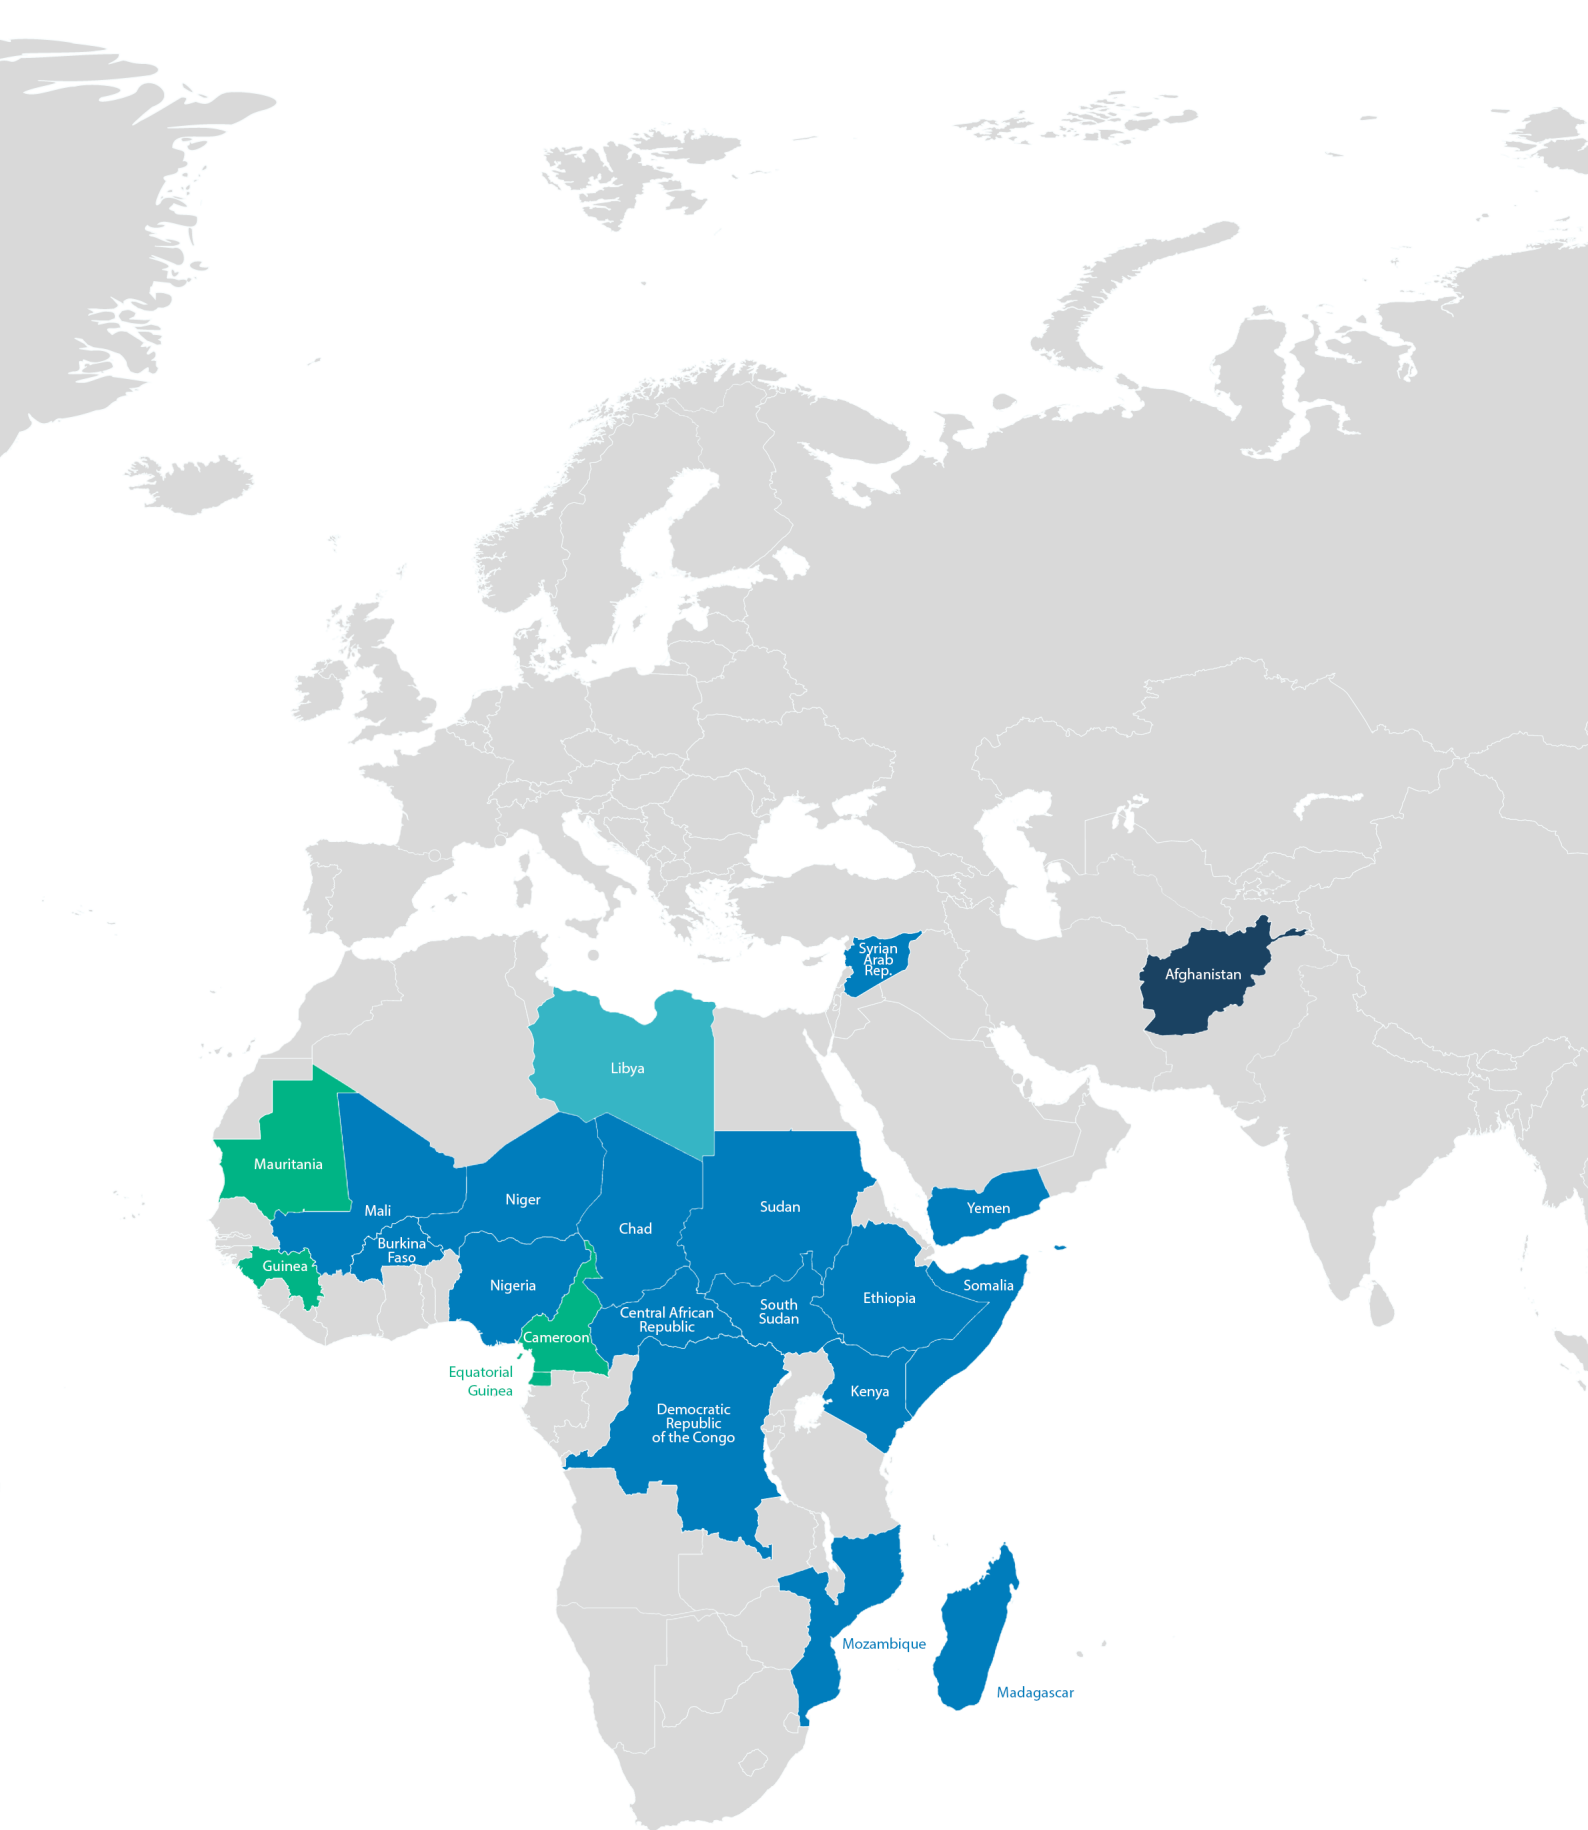 Syrian
Arab
Rep.
Afghanistan
Libya
Mauritania
Mali
Niger
Chad
Sudan
Yemen
Burkina
Faso
Guinea
Nigeria
Cameroon
Central African
Republic
South
Sudan
Ethiopia
Somalia
Equatorial
Guinea
Kenya
Democratic
Republic
of the Congo
Mozambique
Madagascar